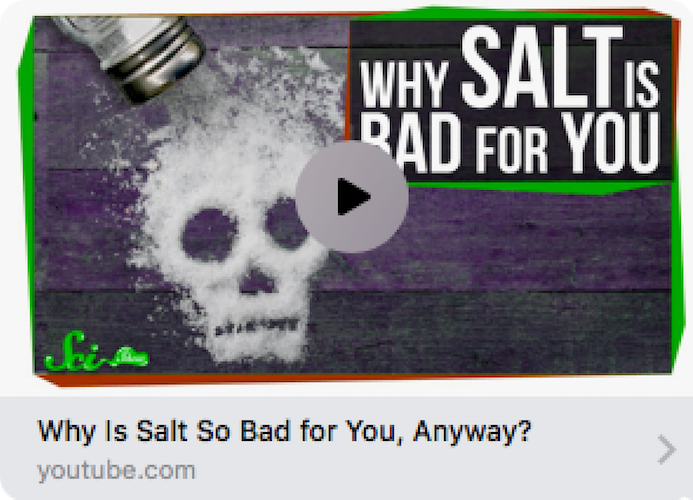 WHY SALT IS
BAD FOR YOU
Sci Show
Why Is Salt So Bad for You, Anyway?
youtube.com